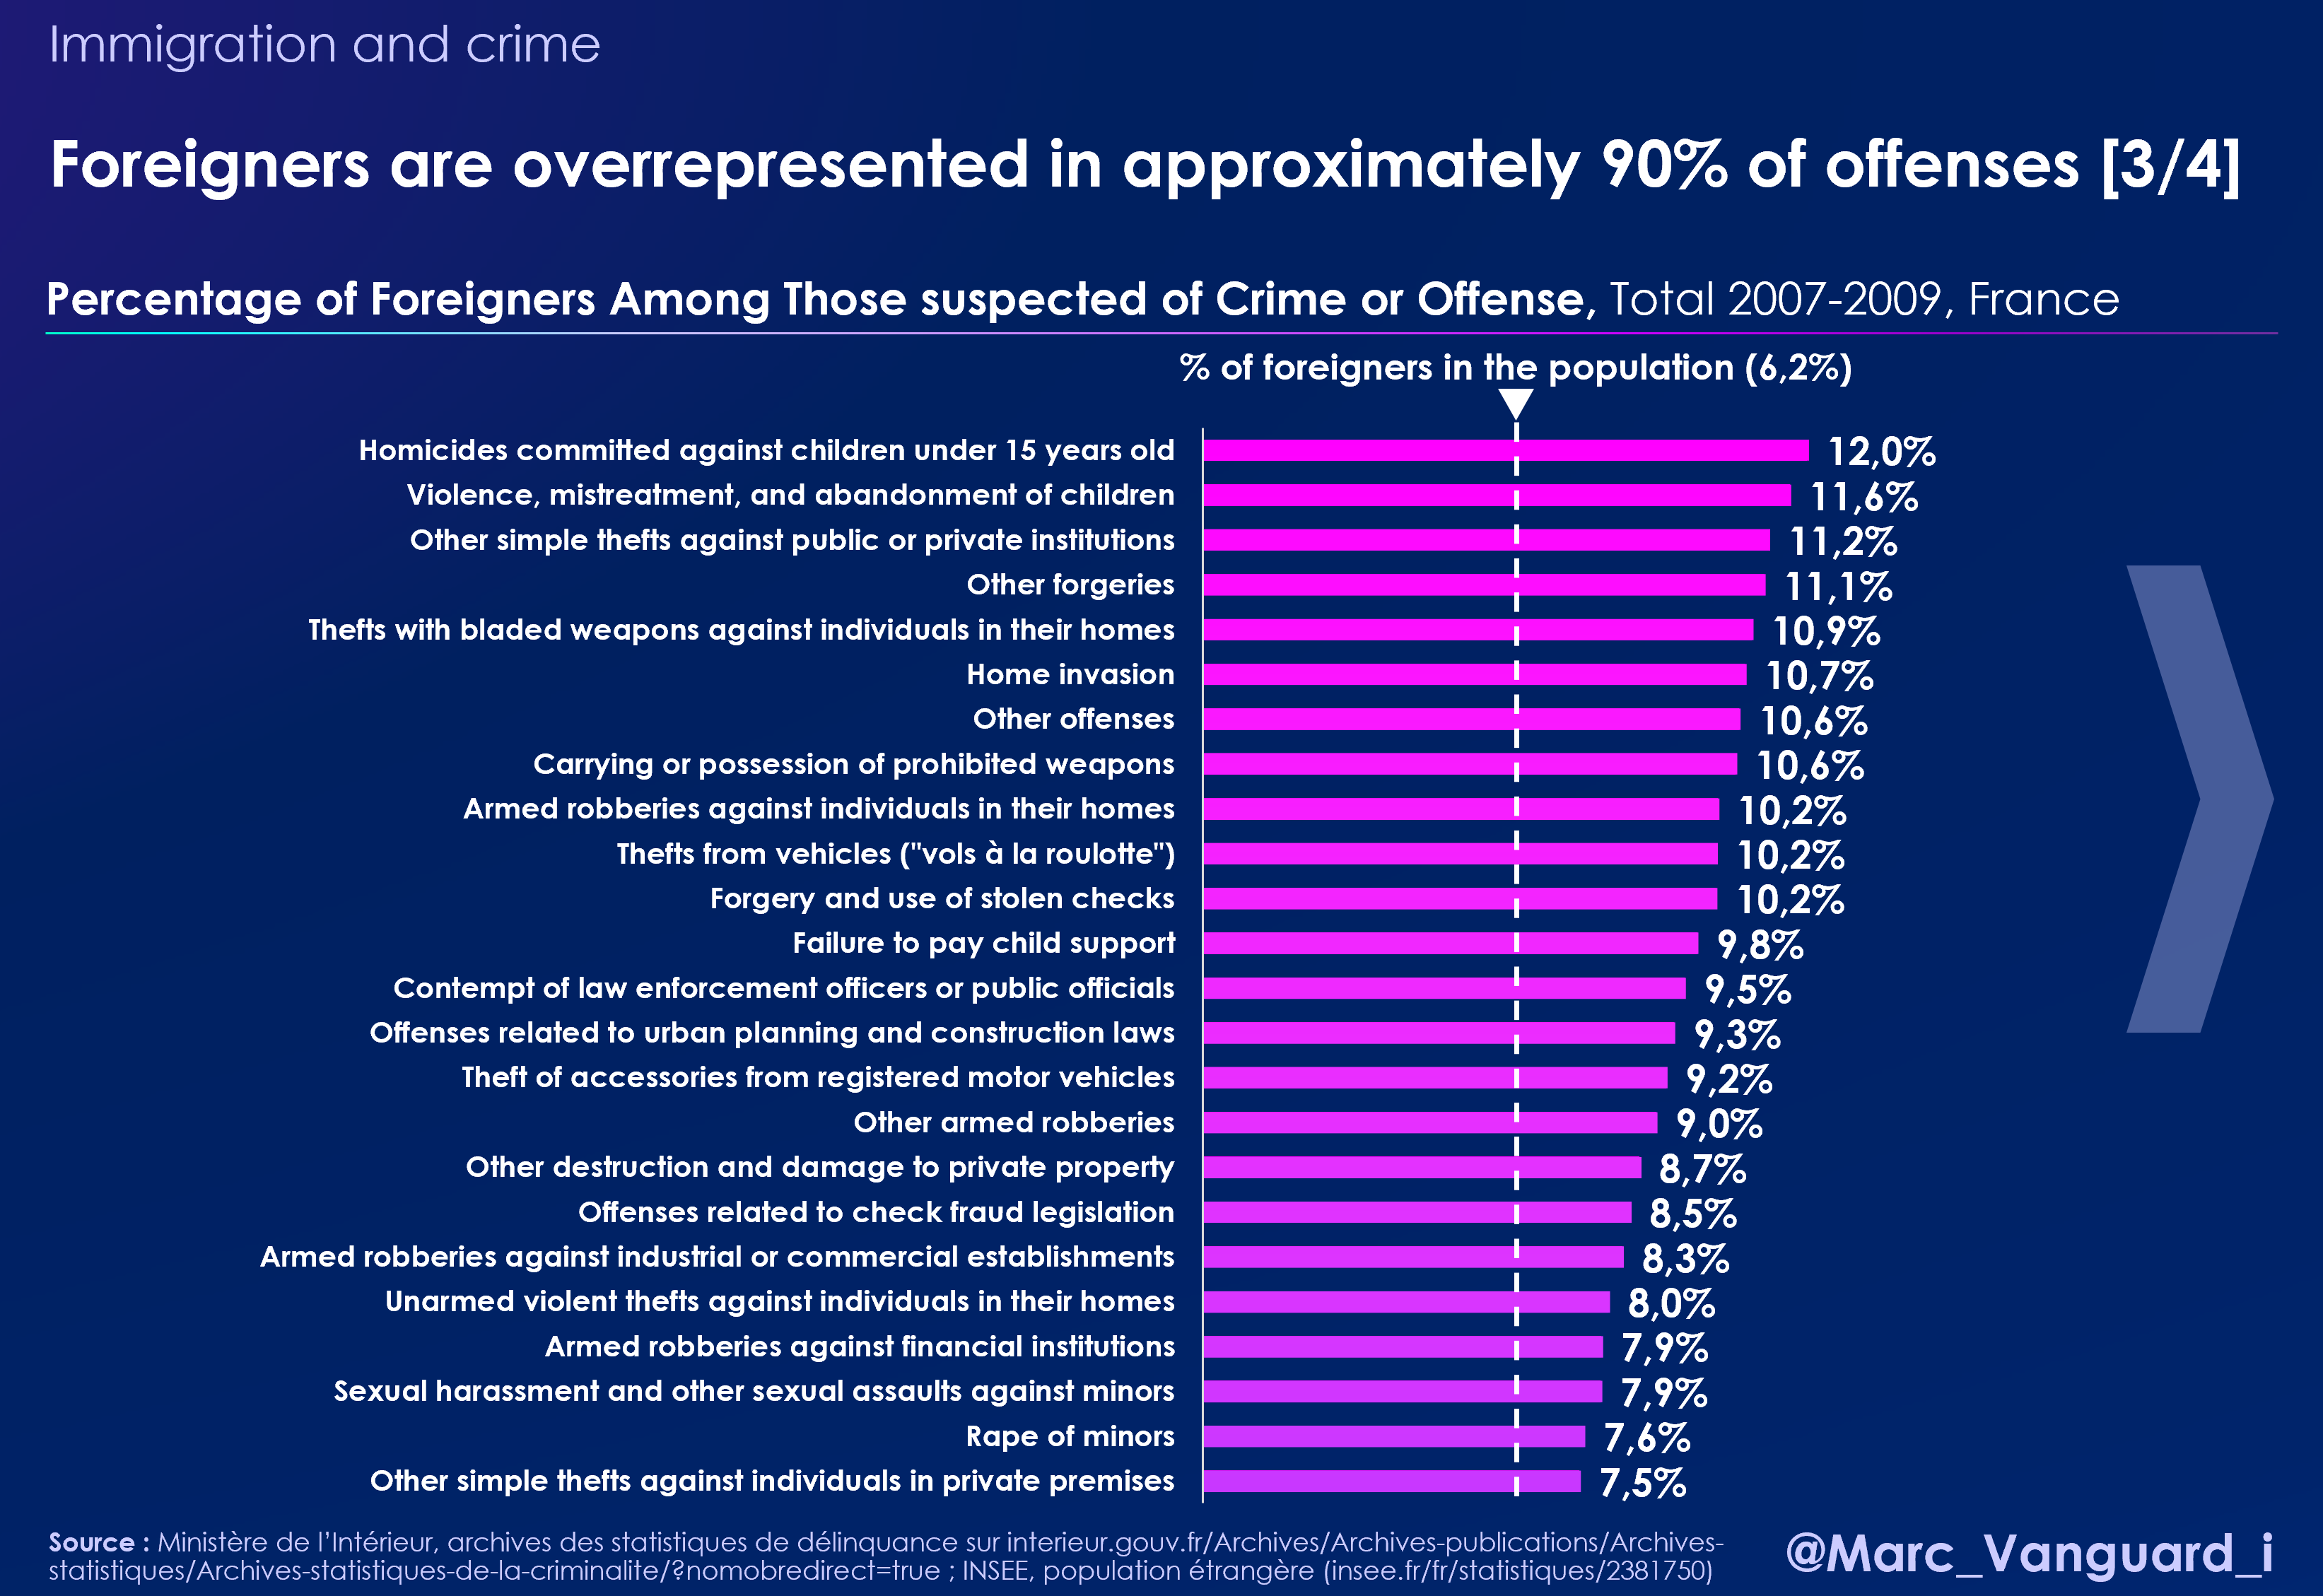 Immigration and crime
Foreigners are overrepresented in approximately 90% of offenses [3/4]
Percentage of Foreigners Among Those suspected of Crime or Offense, Total 2007-2009, France
% of foreigners in the population (6,2%)
Homicides committed against children under 15 years old 12,0%
Violence, mistreatment, and abandonment of children 11,6%
Other simple thefts against public or private institutions 11,2%
Other forgeries 11,1%
Thefts with bladed weapons against individuals in their homes 10,9%
Home invasion 10,7%
Other offenses 10,6%
Carrying or possession of prohibited weapons 10,6%
Armed robberies against individuals in their homes 10,2%
Thefts from vehicles ("vols à la roulotte") 10,2%
Forgery and use of stolen checks 10,2%
Failure to pay child support 9,8%
Contempt of law enforcement officers or public officials 9,5%
Offenses related to urban planning and construction laws 9,3%
Theft of accessories from registered motor vehicles 9,2%
Other armed robberies 9,0%
Other destruction and damage to private property 8,7%
Offenses related to check fraud legislation 8,5%
Armed robberies against industrial or commercial establishments 8,3%
Unarmed violent thefts against individuals in their homes 8,0%
Armed robberies against financial institutions 7,9%
Sexual harassment and other sexual assaults against minors 7,9%
Rape of minors 7,6%
Other simple thefts against individuals in private premises 7,5%
Source : Ministère de l’Intérieur, archives des statistiques de délinquance sur interieur.gouv.fr/Archives/Archives-publications/Archives-
statistiques/Archives-statistiques-de-la-criminalite/?nomobredirect=true ; INSEE, population étrangère (insee.fr/fr/statistiques/2381750)
@Marc_Vanguard_i